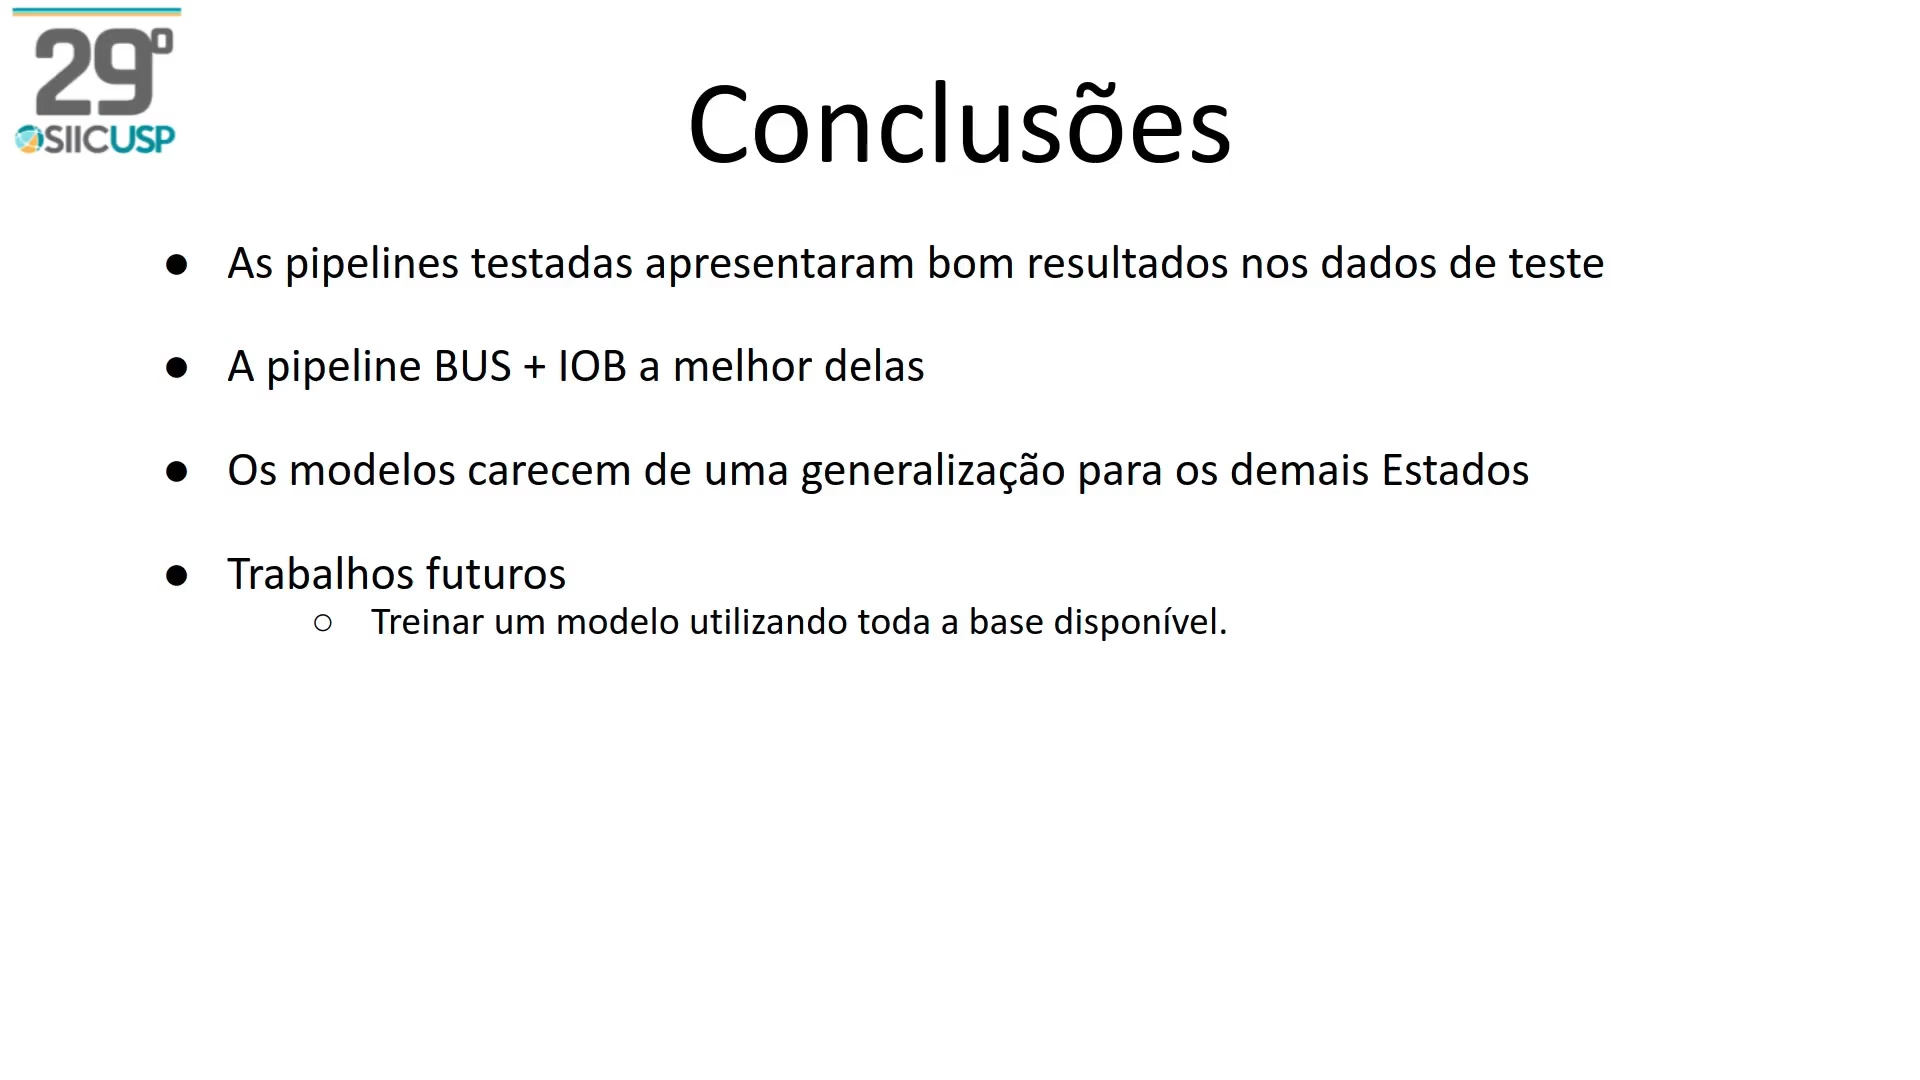 29º
SIICUSP
Conclusões
● As pipelines testadas apresentaram bom resultados nos dados de teste
● A pipeline BUS + IOB a melhor delas
● Os modelos carecem de uma generalização para os demais Estados
● Trabalhos futuros
○ Treinar um modelo utilizando toda a base disponível.